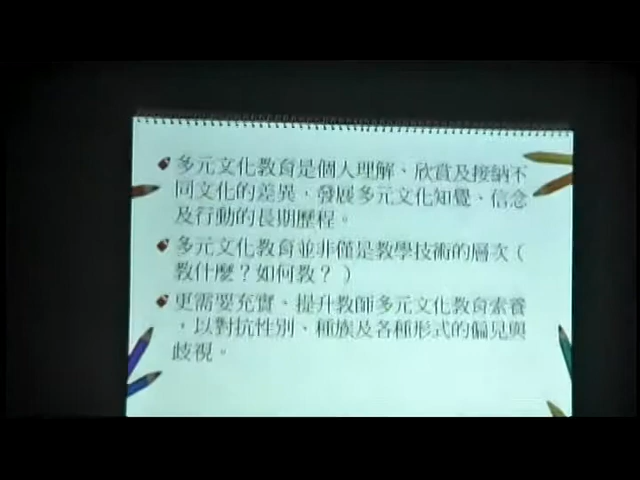 多元文化教育是個人理解、欣賞及接納不
同文化的差異，發展多元文化知覺、信念
及行動的長期歷程。
多元文化教育並非僅是教學技術的層次（
教什麼？如何教？）
更需要充實、提升教師多元文化教育素養
，以對抗性別、種族及各種形式的偏見與
歧視。